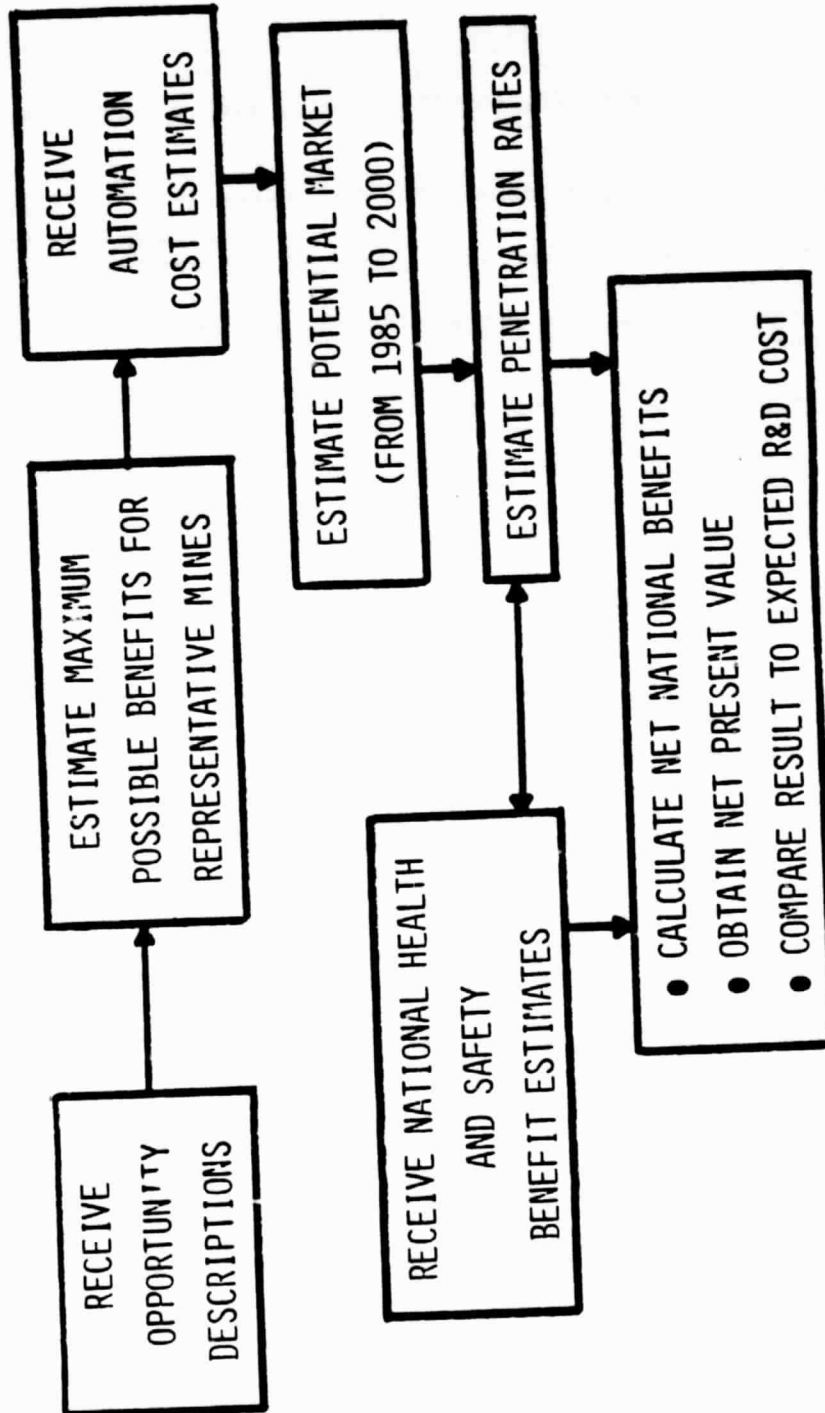 RECEIVE
OPPORTUNITY
DESCRIPTIONS
ESTIMATE MAXIMUM
POSSIBLE BENEFITS FOR
REPRESENTATIVE MINES
RECEIVE
AUTOMATION
COST ESTIMATES
ESTIMATE POTENTIAL MARKET
(FROM 1985 TO 2000)
RECEIVE NATIONAL HEALTH
AND SAFETY
BENEFIT ESTIMATES
ESTIMATE PENETRATION RATES
● CALCULATE NET NATIONAL BENEFITS
● OBTAIN NET PRESENT VALUE
● COMPARE RESULT TO EXPECTED R&D COST